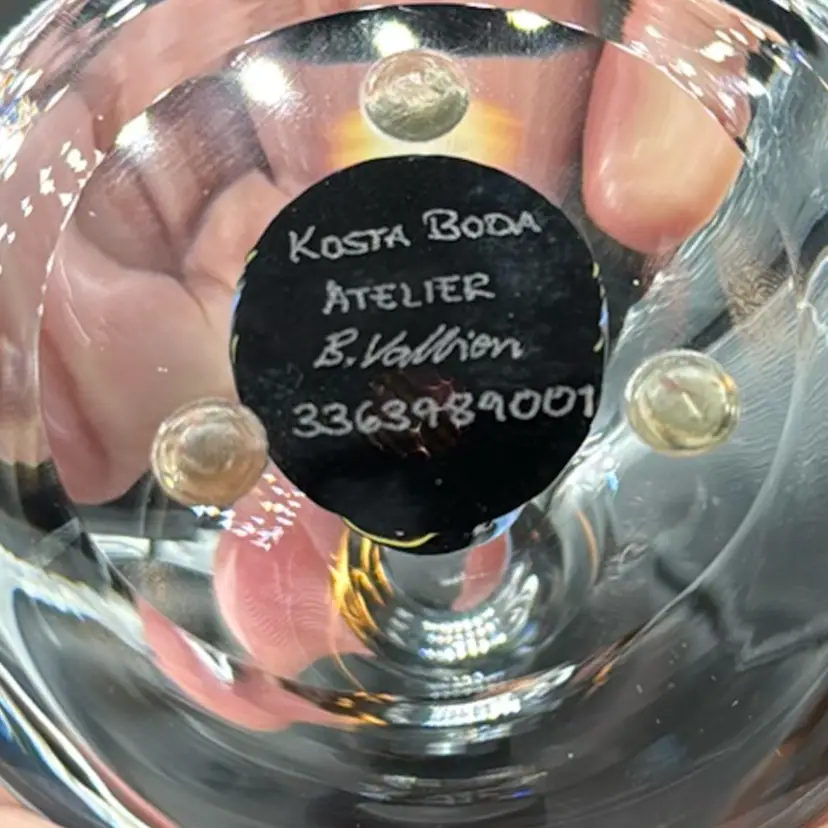 KOSTA BODA
ATELIER
B. Vallien
3363989001